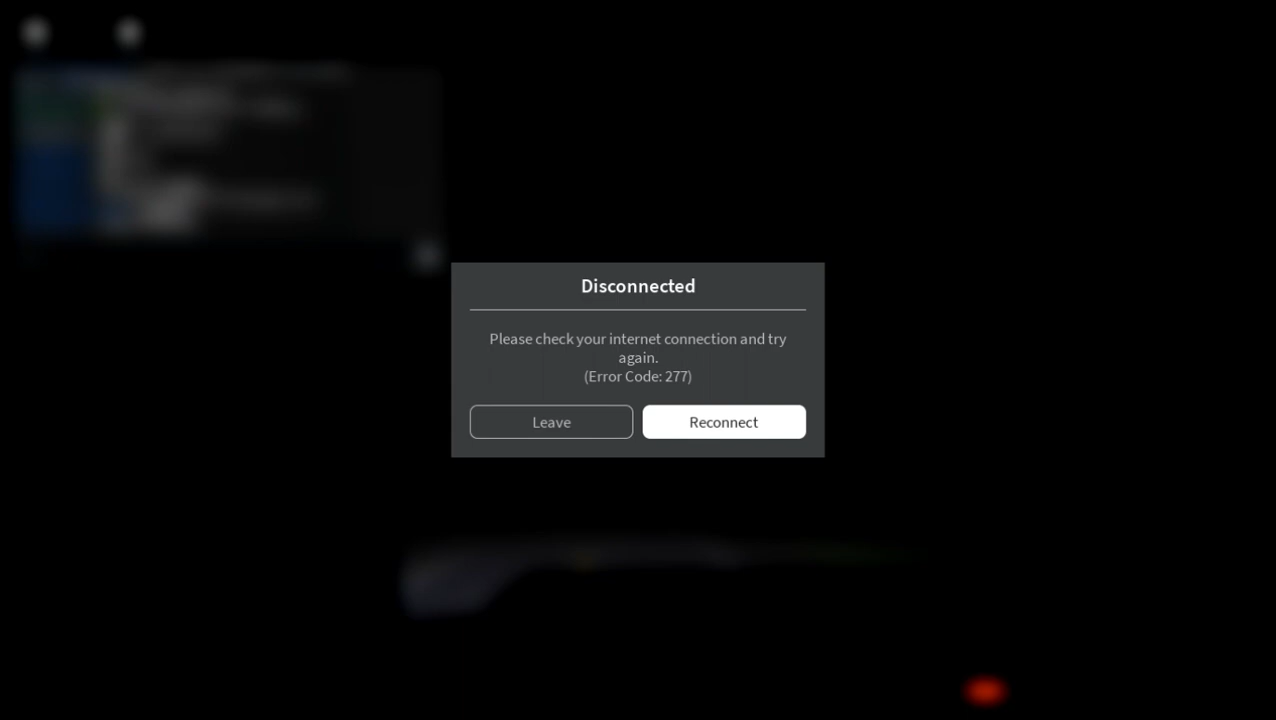 Disconnected
Please check your internet connection and try
again.
(Error Code: 277)
Leave
Reconnect